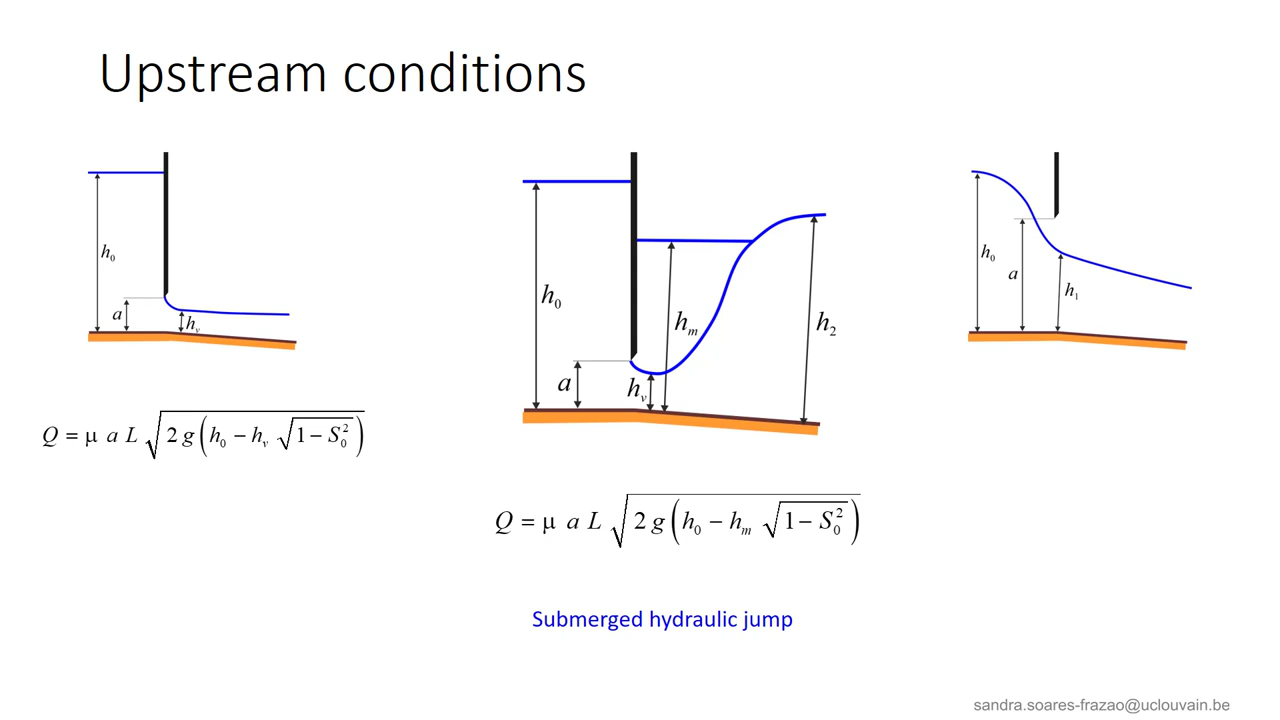 Upstream conditions
h₀
a
hᵥ
h₀
a
hᵥ
hₘ
h₂
h₀
a
h₁
Q = μ a L √(2 g (h₀ − hᵥ √(1 − S₀²)))
Q = μ a L √(2 g (h₀ − hₘ √(1 − S₀²)))
Submerged hydraulic jump
sandra.soares-frazao@uclouvain.be